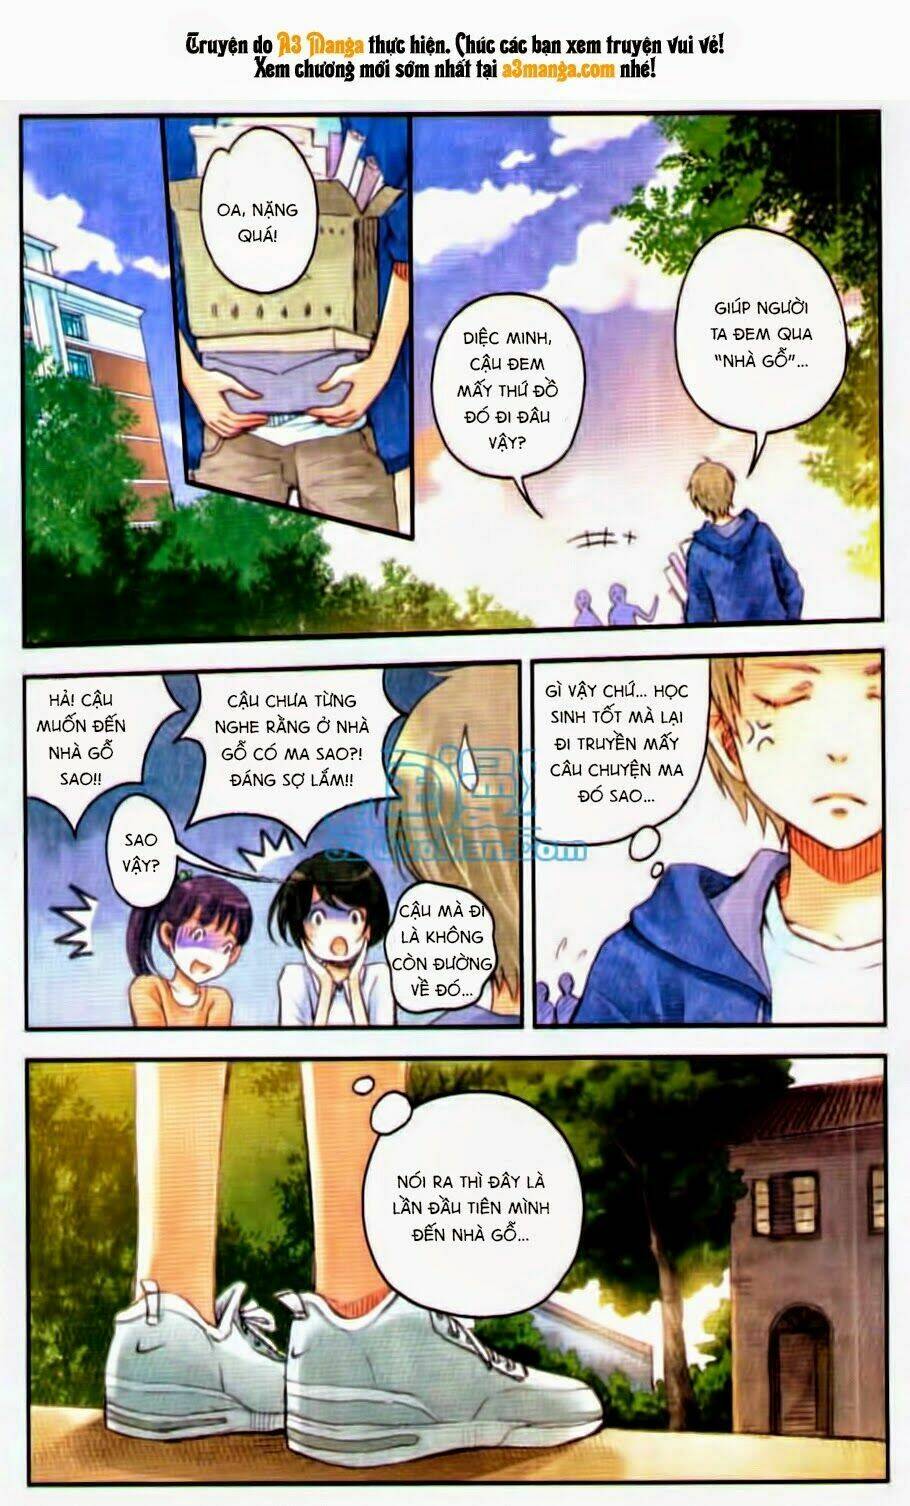 Truyện do A3 Manga thực hiện. Chúc các bạn xem truyện vui vẻ!
Xem chương mới sớm nhất tại a3manga.com nhé!
OA, NẶNG
QUÁ!
DIỆC MINH,
CẬU ĐEM
MẤY THỨ ĐỒ
ĐÓ ĐI ĐÂU
VẬY?
GIÚP NGƯỜI
TA ĐEM QUA
“NHÀ GỖ”...
HẢ! CẬU
MUỐN ĐẾN
NHÀ GỖ
SAO!!
CẬU CHƯA TỪNG
NGHE RẰNG Ở NHÀ
GỖ CÓ MA SAO?!
ĐÁNG SỢ LẮM!!
SAO
VẬY?
CẬU MÀ ĐI
LÀ KHÔNG
CÒN ĐƯỜNG
VỀ ĐÓ...
GÌ VẬY CHỨ... HỌC
SINH TỐT MÀ LẠI
ĐI TRUYỀN MẤY
CÂU CHUYỆN MA
ĐÓ SAO...
NÓI RA THÌ ĐÂY LÀ
LẦN ĐẦU TIÊN MÌNH
ĐẾN NHÀ GỖ...